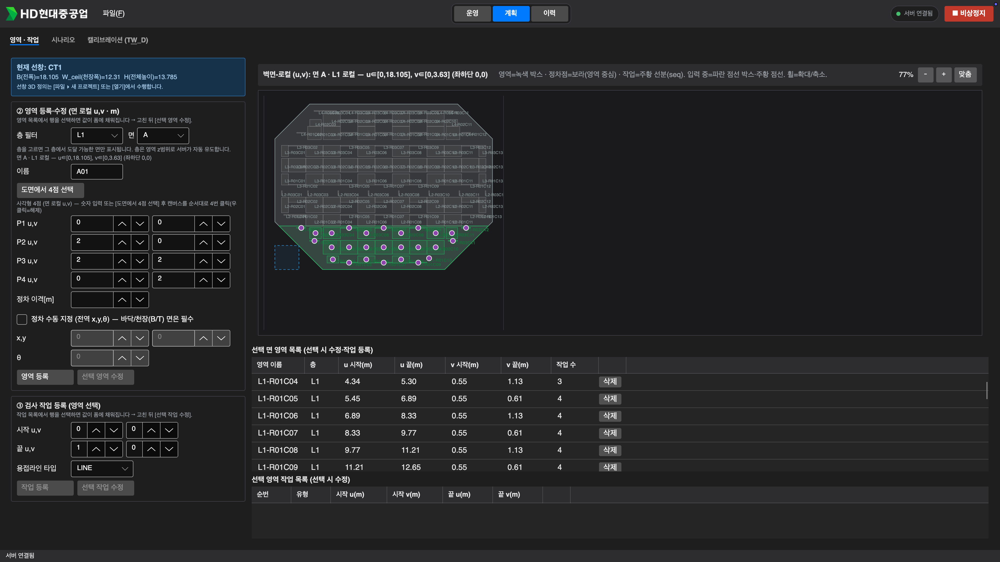 HD현대중공업
파일(F)
운영
계획
이력
서버 연결됨
비상정지
영역 · 작업
시나리오
캘리브레이션 (TW_D)
현재 선창: CT1
B(전폭)=18.105 W_ceil(천장폭)=12.31 H(전체높이)=13.785
선창 3D 정의는 [파일 ▸ 새 프로젝트] 또는 [열기]에서 수행합니다.
② 영역 등록·수정 (면 로컬 u,v · m)
영역 목록에서 행을 선택하면 값이 폼에 채워집니다 → 고친 뒤 [선택 영역 수정].
층 필터
L1
면
A
층을 고르면 그 층에서 도달 가능한 면만 표시됩니다. 층은 영역 z범위로 서버가 자동 유도합니다.
면 A · L1 로컬 — u∈[0,18.105], v∈[0,3.63] (좌하단 0,0)
이름
A01
도면에서 4점 선택
사각형 4점 (면 로컬 u,v) — 숫자 입력 또는 [도면에서 4점 선택] 후 캔버스를 순서대로 4번 클릭(우
클릭=해제)
P1 u,v 0 0
P2 u,v 2 0
P3 u,v 2 2
P4 u,v 0 2
정차 이격[m]
정차 수동 지정 (전역 x,y,θ) — 바닥/천장(B/T) 면은 필수
x,y 0 0
θ 0
영역 등록
선택 영역 수정
③ 검사 작업 등록 (영역 선택)
작업 목록에서 행을 선택하면 값이 폼에 채워집니다 → 고친 뒤 [선택 작업 수정].
시작 u,v 0 0
끝 u,v 1 0
용접라인 타입 LINE
작업 등록
선택 작업 수정
벽면-로컬 (u,v): 면 A · L1 로컬 — u∈[0,18.105], v∈[0,3.63] (좌하단 0,0)
영역=녹색 박스 · 정차점=보라(영역 중심) · 작업=주황 선분(seq). 입력 중=파란 점선 박스·주황 점선. 휠=확대/축소.
77%
-
+
맞춤
L4-R02C03
L4-R02C11
L3-R03C02 L3-R03C05 L3-R03C07 L3-R03C09 L3-R03C12
L3-R03C01 L3-R03C04 L3-R03C06 L3-R03C08 L3-R03C11 L3-R03C13
L3-R01C01 L3-R01C04 L3-R01C06 L3-R01C08 L3-R01C11 L3-R01C13
L3-R01C02 L3-R01C05 L3-R01C07 L3-R01C09 L3-R01C12
L2-R03C01 L2-R03C03 L2-R03C04 L2-R03C06 L2-R03C08 L2-R03C10 L2-R03C11
L2-R02C02 L2-R02C05 L2-R02C07 L2-R02C09 L2-R02C12
L2-R02C01 L2-R02C04 L2-R02C06 L2-R02C08 L2-R02C11 L2-R02C13
L2-R01C02 L2-R01C05 L2-R01C07 L2-R01C09 L2-R01C13
L2-R01C04 L2-R01C06 L2-R01C08 L2-R01C11
선택 면 영역 목록 (선택 시 수정·작업 등록)
영역 이름 층 u 시작(m) u 끝(m) v 시작(m) v 끝(m) 작업 수
L1-R01C04 L1 4.34 5.30 0.55 1.13 3 삭제
L1-R01C05 L1 5.45 6.89 0.55 0.61 4 삭제
L1-R01C06 L1 6.89 8.33 0.55 1.13 4 삭제
L1-R01C07 L1 8.33 9.77 0.55 0.61 4 삭제
L1-R01C08 L1 9.77 11.21 0.55 1.13 4 삭제
L1-R01C09 L1 11.21 12.65 0.55 0.61 4 삭제
선택 영역 작업 목록 (선택 시 수정)
순번 유형 시작 u(m) 시작 v(m) 끝 u(m) 끝 v(m)
서버 연결됨